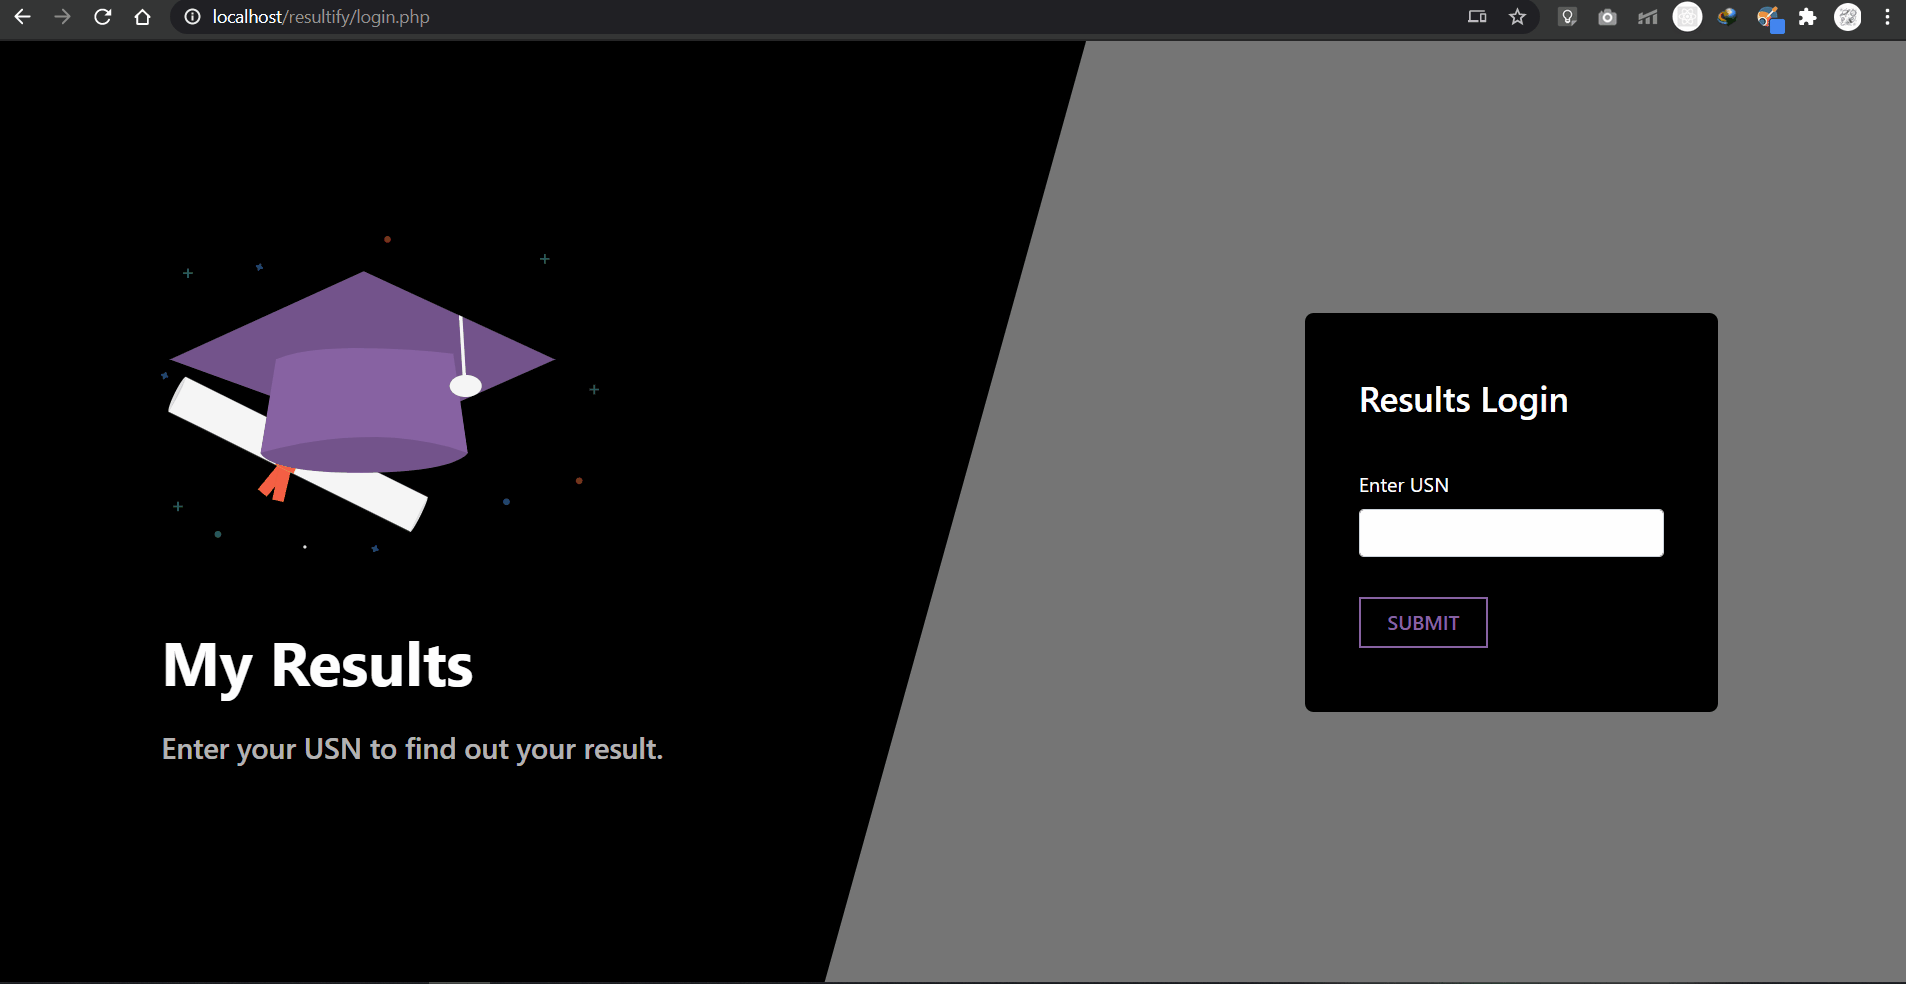 localhost/resultify/login.php
My Results
Enter your USN to find out your result.
Results Login
Enter USN
SUBMIT